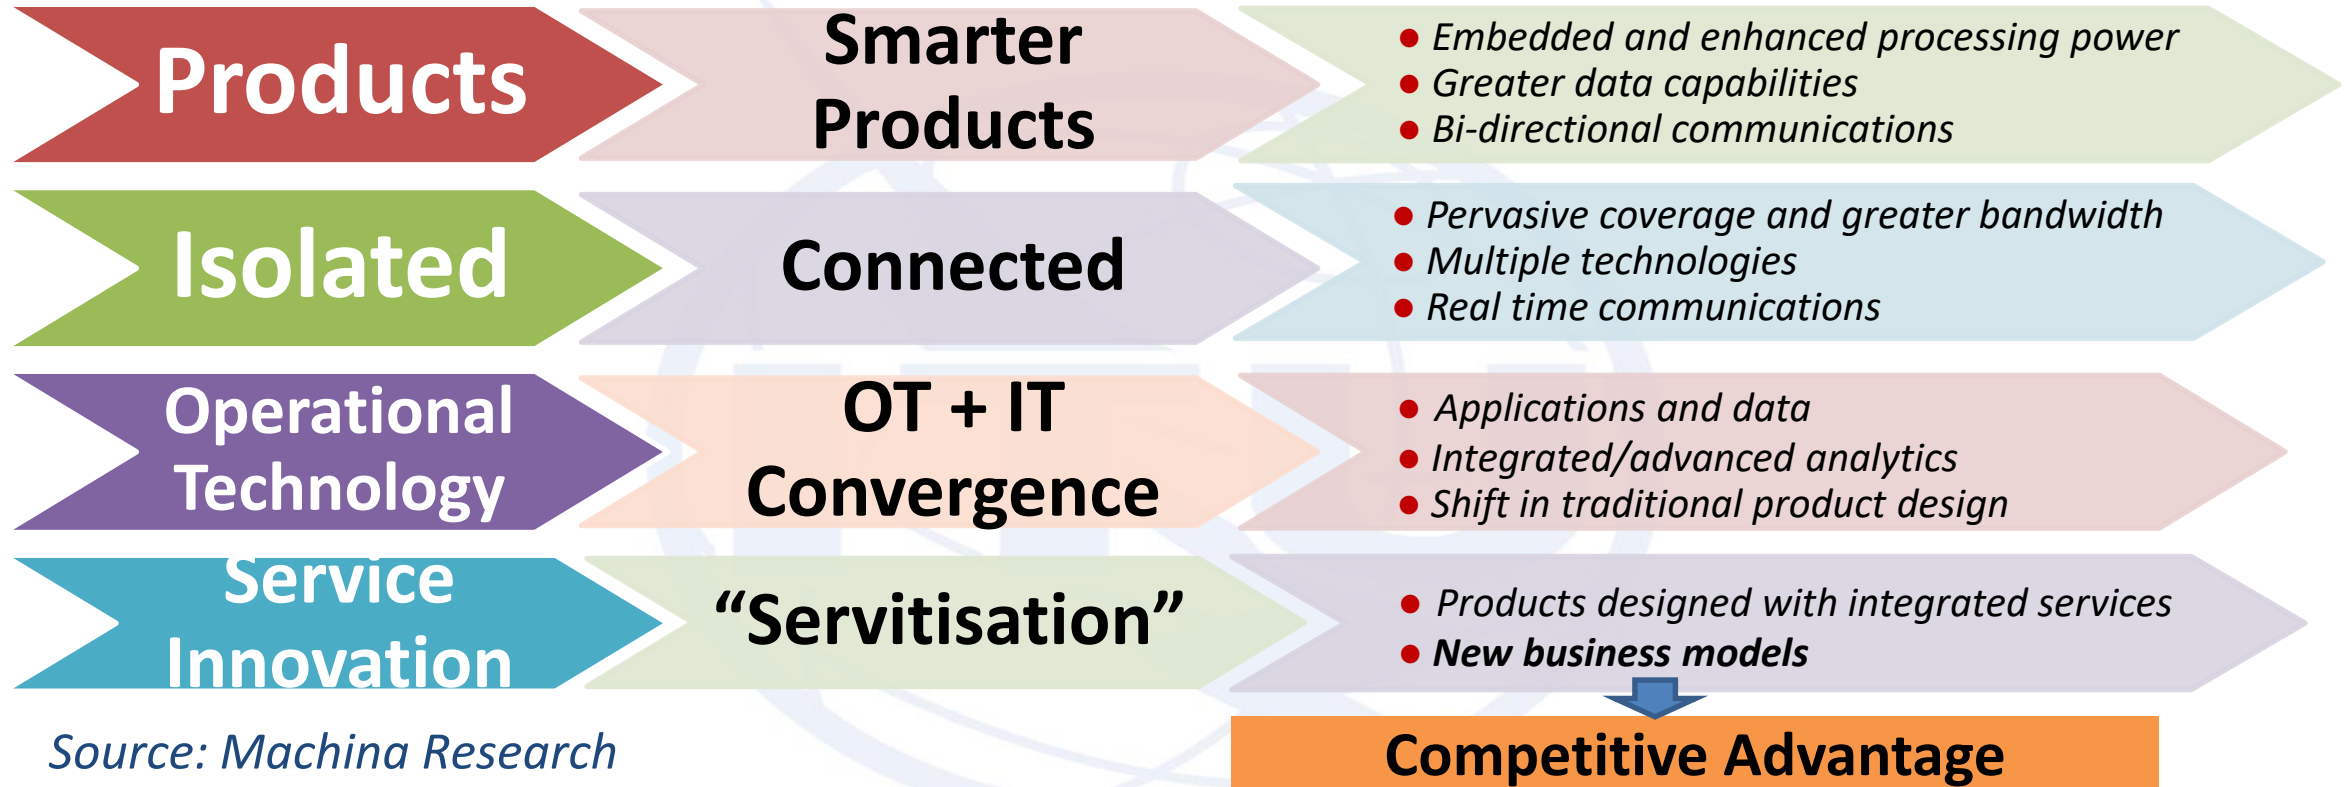 Products
Smarter
Products
● Embedded and enhanced processing power
● Greater data capabilities
● Bi-directional communications
Isolated
Connected
● Pervasive coverage and greater bandwidth
● Multiple technologies
● Real time communications
Operational
Technology
OT + IT
Convergence
● Applications and data
● Integrated/advanced analytics
● Shift in traditional product design
Service
Innovation
“Servitisation”
● Products designed with integrated services
● New business models
Source: Machina Research
Competitive Advantage